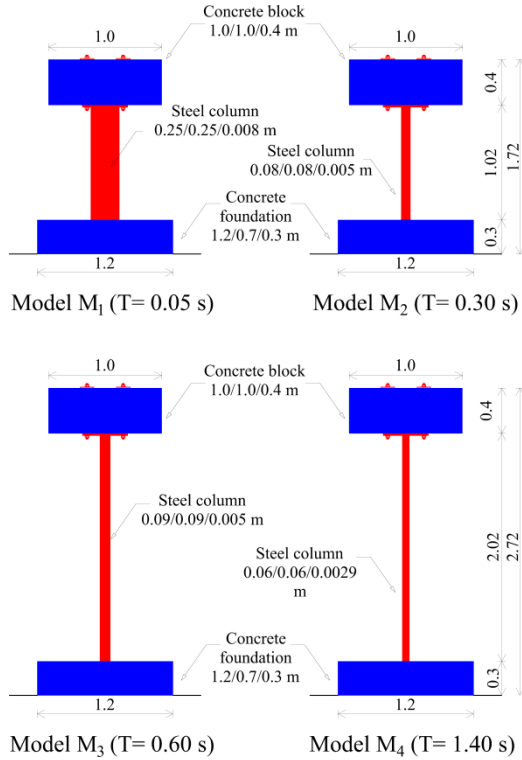 1.0
Concrete block
1.0/1.0/0.4 m
1.0
0.4
Steel column
0.25/0.25/0.008 m
Steel column
0.08/0.08/0.005 m
1.02
1.72
Concrete
foundation
1.2/0.7/0.3 m
0.3
1.2
1.2
Model M1 (T= 0.05 s)
Model M2 (T= 0.30 s)
1.0
Concrete block
1.0/1.0/0.4 m
1.0
0.4
Steel column
0.09/0.09/0.005 m
Steel column
0.06/0.06/0.0029
m
2.02
2.72
Concrete
foundation
1.2/0.7/0.3 m
0.3
1.2
1.2
Model M3 (T= 0.60 s)
Model M4 (T= 1.40 s)